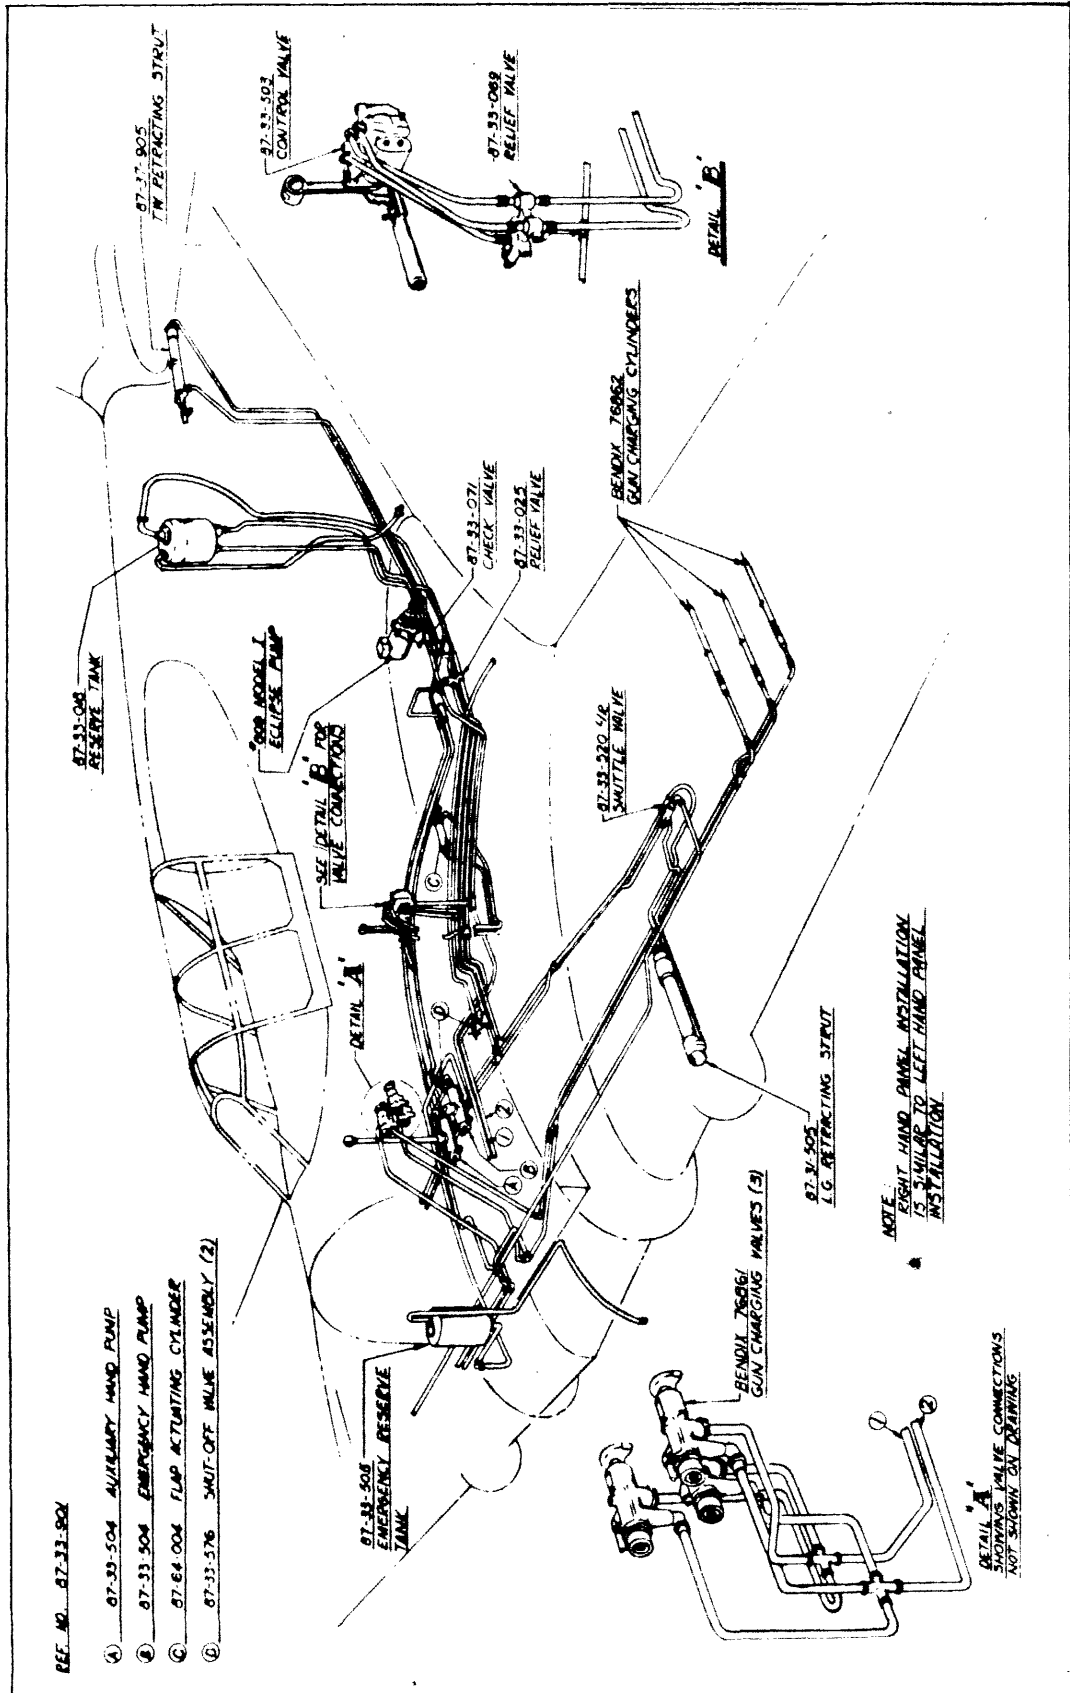 REF. NO. 87-33-901
Ⓐ 87-33-504 AUXILIARY HAND PUMP
Ⓑ 87-33-504 EMERGENCY HAND PUMP
Ⓒ 87-64-004 FLAP ACTUATING CYLINDER
Ⓓ 87-33-576 SHUT-OFF VALVE ASSEMBLY (2)
87-33-018
RESERVE TANK
MODEL I
ECLIPSE PUMP
SEE DETAIL "B" FOR
VALVE CONNECTIONS
DETAIL "A"
87-37-905
TW RETRACTING STRUT
87-33-503
CONTROL VALVE
87-33-089
RELIEF VALVE
DETAIL "B"
87-33-071
CHECK VALVE
87-33-025
RELIEF VALVE
BENDIX 76862
GUN CHARGING CYLINDERS
87-33-520 L/R
SHUTTLE VALVE
C
D
A
B
1
2
87-33-508
EMERGENCY RESERVE
TANK
87-31-505
L.G. RETRACTING STRUT
NOTE:
RIGHT HAND PANEL INSTALLATION
IS SIMILAR TO LEFT HAND PANEL
INSTALLATION
BENDIX 76861
GUN CHARGING VALVES (3)
1
2
DETAIL "A"
SHOWING VALVE CONNECTIONS
NOT SHOWN ON DRAWING